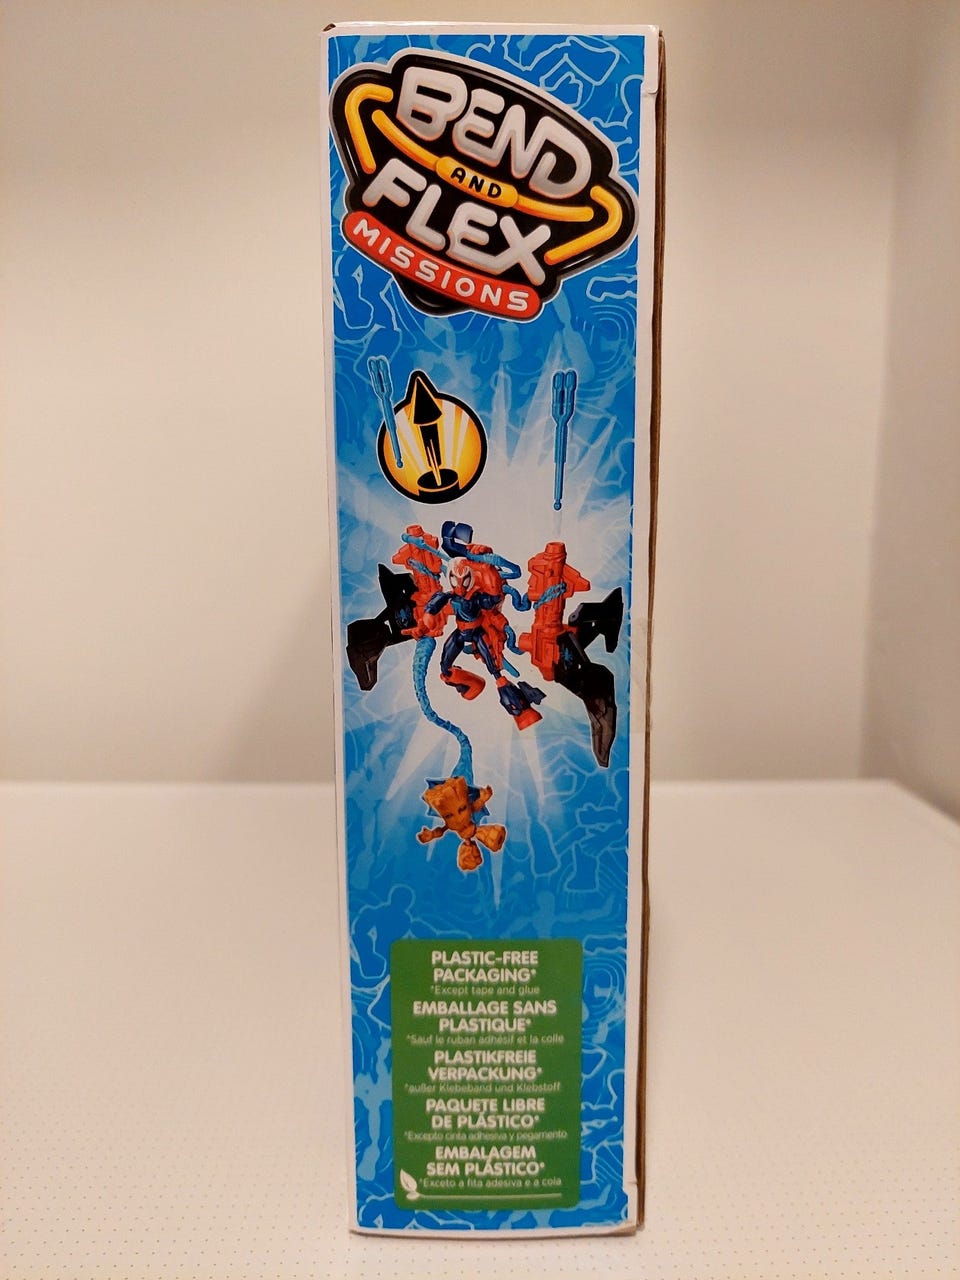 BEND
AND
FLEX
MISSIONS
PLASTIC-FREE
PACKAGING*
*Except tape and glue
EMBALLAGE SANS
PLASTIQUE*
*Sauf le ruban adhésif et la colle
PLASTIKFREIE
VERPACKUNG*
*außer Klebeband und Klebstoff
PAQUETE LIBRE
DE PLÁSTICO*
*Excepto cinta adhesiva y pegamento
EMBALAGEM
SEM PLÁSTICO*
*Exceto a fita adesiva e a cola